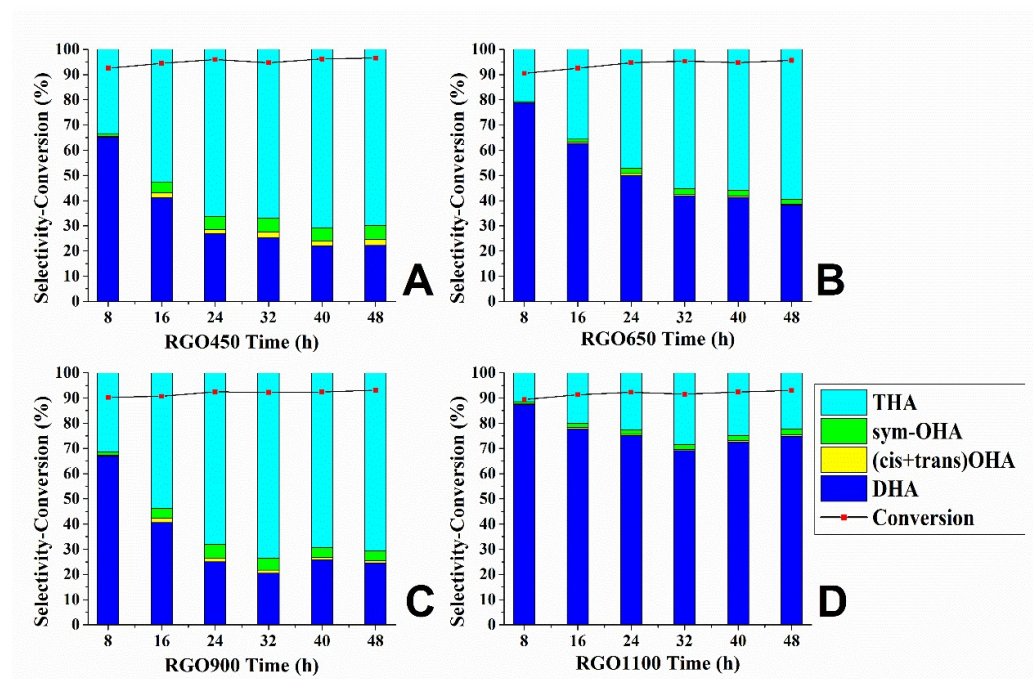 Selectivity-Conversion (%)
100
90
80
70
60
50
40
30
20
10
0
8 16 24 32 40 48
RGO450 Time (h)
A
Selectivity-Conversion (%)
100
90
80
70
60
50
40
30
20
10
0
8 16 24 32 40 48
RGO650 Time (h)
B
Selectivity-Conversion (%)
100
90
80
70
60
50
40
30
20
10
0
8 16 24 32 40 48
RGO900 Time (h)
C
Selectivity-Conversion (%)
100
90
80
70
60
50
40
30
20
10
0
8 16 24 32 40 48
RGO1100 Time (h)
D
THA
sym-OHA
(cis+trans)OHA
DHA
Conversion